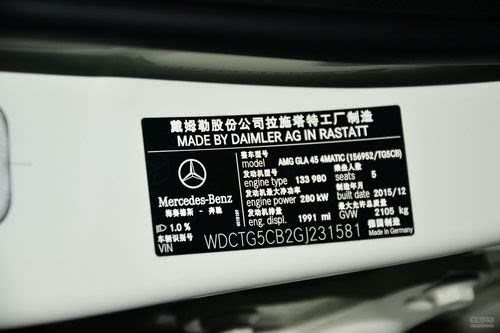 戴姆勒股份公司拉施塔特工厂制造
MADE BY DAIMLER AG IN RASTATT
整车型号
model AMG GLA 45 4MATIC (156952/TG5CB)
发动机型号 乘坐人数
engine type 133 980 seats 5
发动机最大净功率 制造年月
engine power 280 kW built date 2015/12
发动机排量 最大允许总质量
eng. disp. 1991 ml GVW 2105 kg
Mercedes-Benz
梅赛德斯-奔驰
1.0 %
德国制造
Made in Germany
车辆识别号
VIN WDCTG5CB2GJ231581